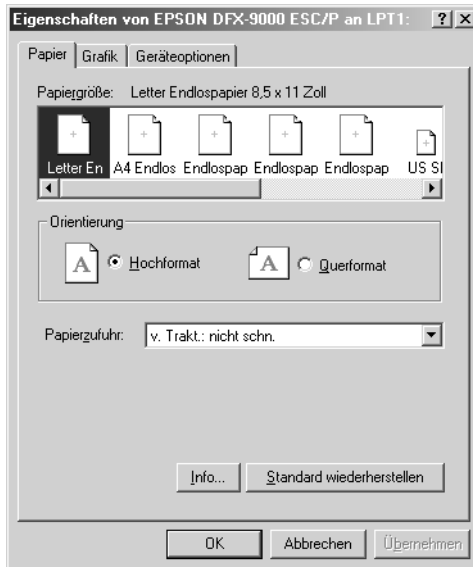 Eigenschaften von EPSON DFX-9000 ESC/P an LPT1: ? X
Papier Grafik Geräteoptionen
Papiergröße: Letter Endlospapier 8,5 x 11 Zoll
Letter En A4 Endlos Endlospap Endlospap Endlospap US SI
Orientierung
A Hochformat A Querformat
Papierzufuhr: v. Trakt.: nicht schn.
Info... Standard wiederherstellen
OK Abbrechen Übernehmen